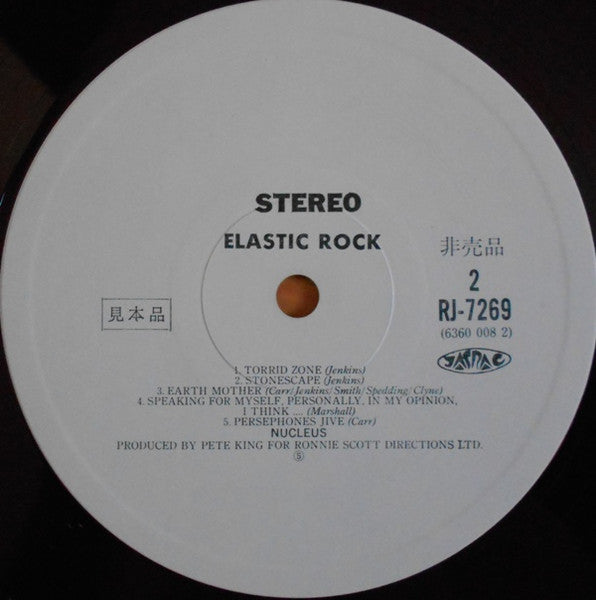 STEREO
ELASTIC ROCK
非売品
2
RJ-7269
(6360 008 2)
JASRAC
見本品
1. TORRID ZONE (Jenkins)
2. STONESCAPE (Jenkins)
3. EARTH MOTHER (Carr/Jenkins/Smith/Spedding/Clyne)
4. SPEAKING FOR MYSELF, PERSONALLY, IN MY OPINION,
I THINK .... (Marshall)
5. PERSEPHONES JIVE (Carr)
NUCLEUS
PRODUCED BY PETE KING FOR RONNIE SCOTT DIRECTIONS LTD.
Ⓢ